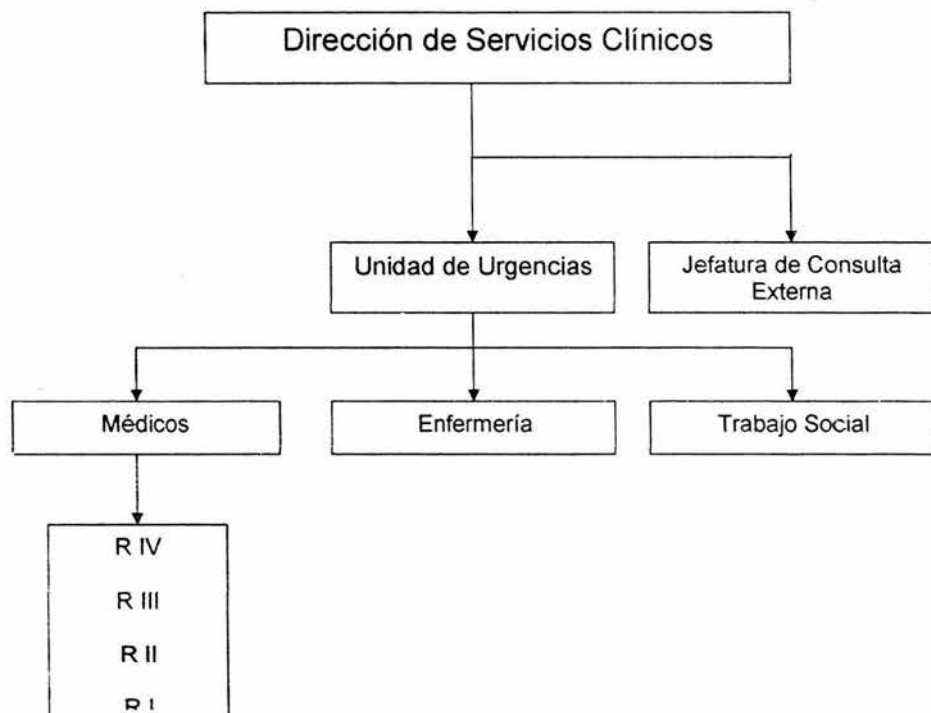 Dirección de Servicios Clínicos
Unidad de Urgencias
Jefatura de Consulta
Externa
Médicos
Enfermería
Trabajo Social
R IV
R III
R II
R I